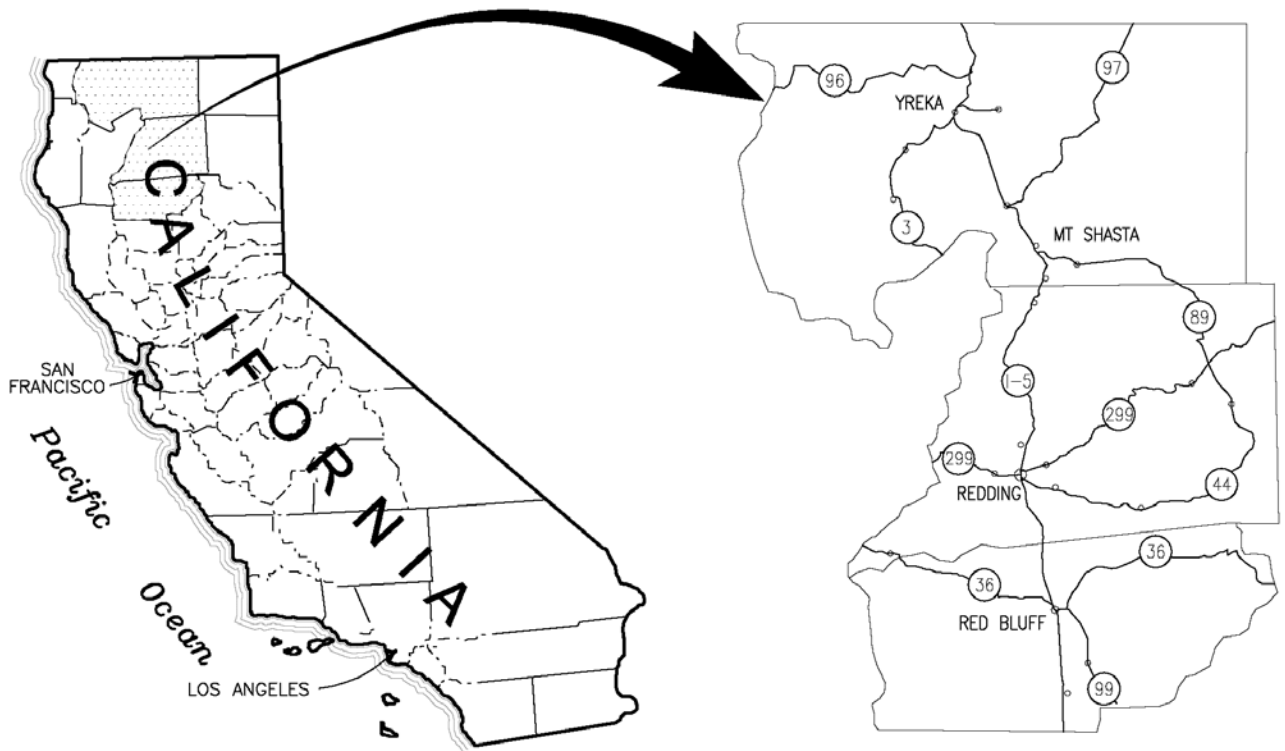 CALIFORNIA
SAN
FRANCISCO
Pacific
Ocean
LOS ANGELES
96
97
YREKA
3
MT SHASTA
89
I-5
299
299
REDDING
44
36
36
RED BLUFF
99